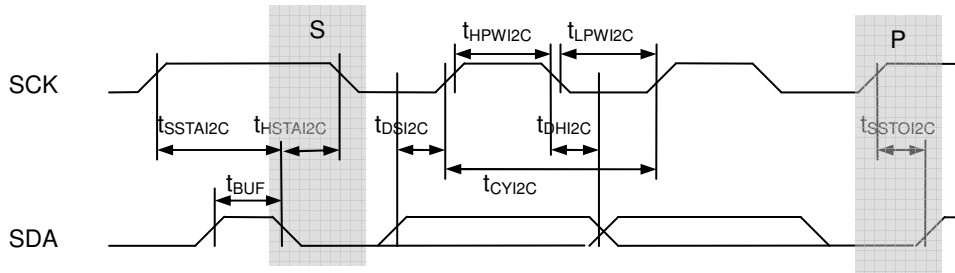 S
P
tHPWI2C
tLPWI2C
SCK
tSSTAI2C
tHSTAI2C
tDSI2C
tDHI2C
tSSTOI2C
tBUF
tCYI2C
SDA